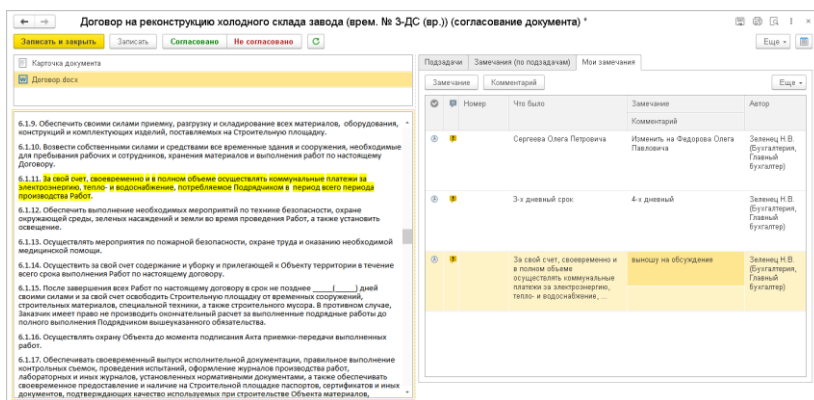 Договор на реконструкцию холодного склада завода (врем. № 3-ДС (вр.)) (согласование документа) *
Записать и закрыть Записать Согласовано Не согласовано Еще
Карточка документа
Договор.docx
6.1.9. Обеспечить своими силами приемку, разгрузку и складирование всех материалов, оборудования,
конструкций и комплектующих изделий, поставляемых на Строительную площадку.
6.1.10. Возвести собственными силами и средствами все временные здания и сооружения, необходимые
для пребывания рабочих и сотрудников, хранения материалов и выполнения работ по настоящему
Договору.
6.1.11. За свой счет, своевременно и в полном объеме осуществлять коммунальные платежи за
электроэнергию, тепло- и водоснабжение, потребляемое Подрядчиком в период всего периода
производства Работ.
6.1.12. Обеспечить выполнение необходимых мероприятий по технике безопасности, охране
окружающей среды, зеленых насаждений и земли во время проведения Работ, а также установить
освещение.
6.1.13. Осуществлять мероприятия по пожарной безопасности, охране труда и оказанию необходимой
медицинской помощи.
6.1.14. Осуществить за свой счет содержание и уборку и прилегающей к Объекту территории в течение
всего срока выполнения Работ по настоящему договору.
6.1.15. После завершения всех Работ по настоящему договору в срок не позднее _____(______) дней
своими силами и за свой счет освободить Строительную площадку от временных сооружений,
строительных материалов, специальной техники, а также строительного мусора. В противном случае,
Заказчик имеет право не производить окончательный расчет за выполненные подрядные работы до
полного выполнения Подрядчиком вышеуказанного обязательства.
6.1.16. Осуществлять охрану Объекта до момента подписания Акта приемки-передачи выполненных
работ.
6.1.17. Обеспечивать своевременный выпуск исполнительной документации, правильное выполнение
контрольных съемок, проведения испытаний, оформление журналов производства работ,
лабораторных и иных журналов, установленных нормативными документами, а также обеспечивать
своевременное предоставление и наличие на Строительной площадке паспортов, сертификатов и иных
документов, подтверждающих качество используемых при строительстве Объекта материалов,
Подзадачи Замечания (по подзадачам) Мои замечания
Замечание Комментарий Еще
Номер Что было Замечание Автор
Комментарий
Сергеева Олега Петровича Изменить на Федорова Олега Зеленец Н.В.
Павловича (Бухгалтерия,
Главный
бухгалтер)
3-х дневный срок 4-х дневный Зеленец Н.В.
(Бухгалтерия,
Главный
бухгалтер)
За свой счет, своевременно и выношу на обсуждение Зеленец Н.В.
в полном объеме (Бухгалтерия,
осуществлять коммунальные Главный
платежи за электроэнергию, бухгалтер)
тепло- и водоснабжение, ...